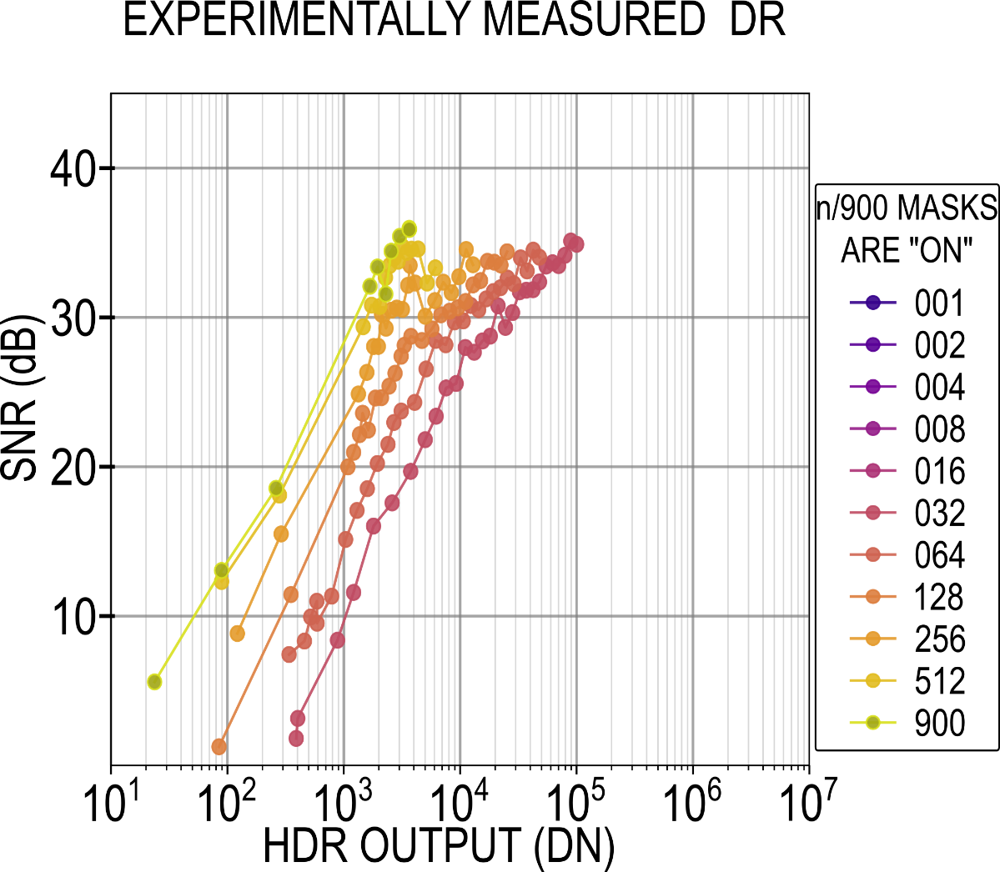 EXPERIMENTALLY MEASURED DR
40
30
20
10
SNR (dB)
10¹ 10² 10³ 10⁴ 10⁵ 10⁶ 10⁷
HDR OUTPUT (DN)
n/900 MASKS
ARE "ON"
001
002
004
008
016
032
064
128
256
512
900